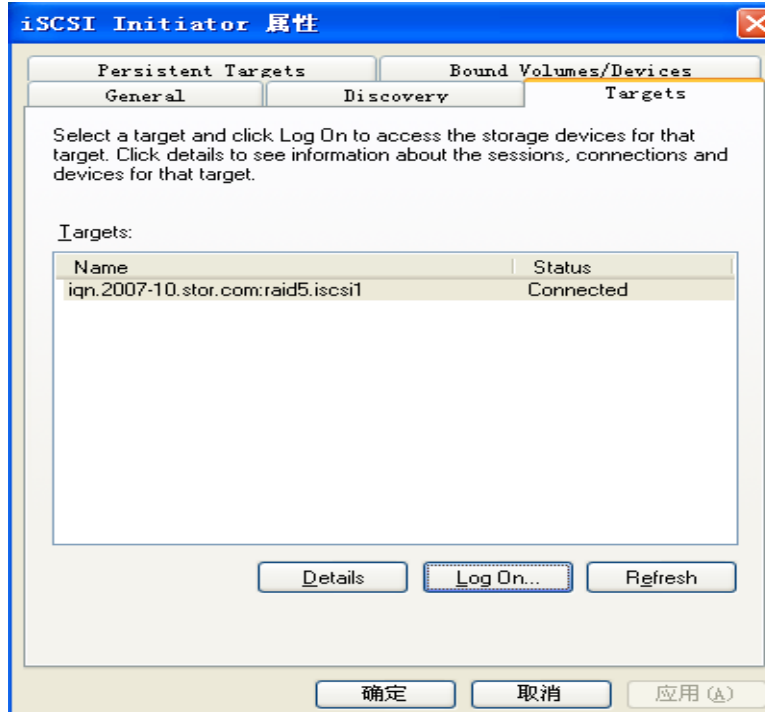 iSCSI Initiator 属性
Persistent Targets
Bound Volumes/Devices
General
Discovery
Targets
Select a target and click Log On to access the storage devices for that
target. Click details to see information about the sessions, connections and
devices for that target.
Targets:
Name
Status
iqn.2007-10.stor.com:raid5.iscsi1
Connected
Details
Log On...
Refresh
确定
取消
应用(A)